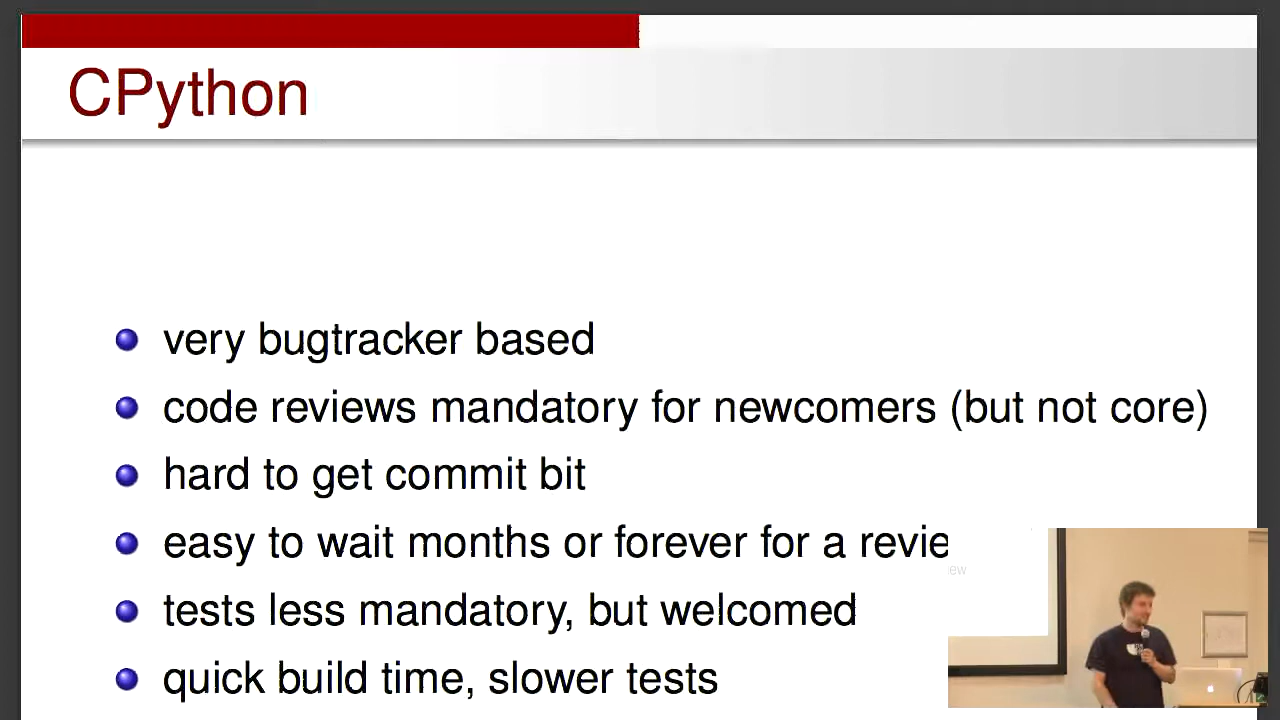 CPython
very bugtracker based
code reviews mandatory for newcomers (but not core)
hard to get commit bit
easy to wait months or forever for a revie
ew
tests less mandatory, but welcomed
quick build time, slower tests